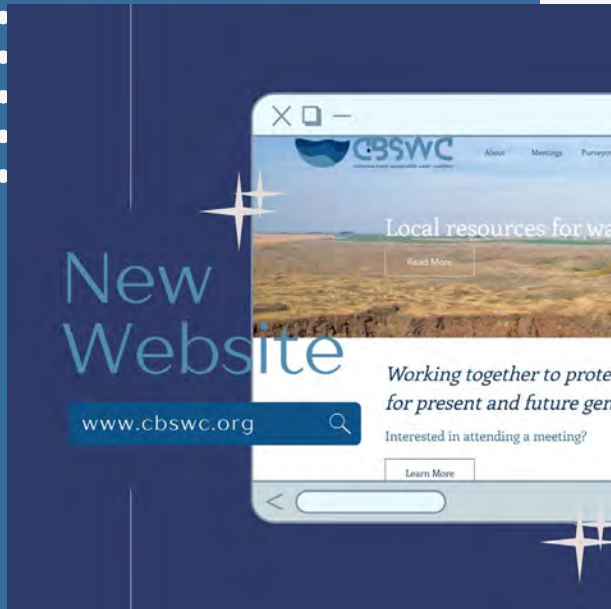 CBSWC
About Meetings Purveyo
Local resources for wa
Read More
New
Website
www.cbswc.org
Working together to prote
for present and future gen
Interested in attending a meeting?
Learn More